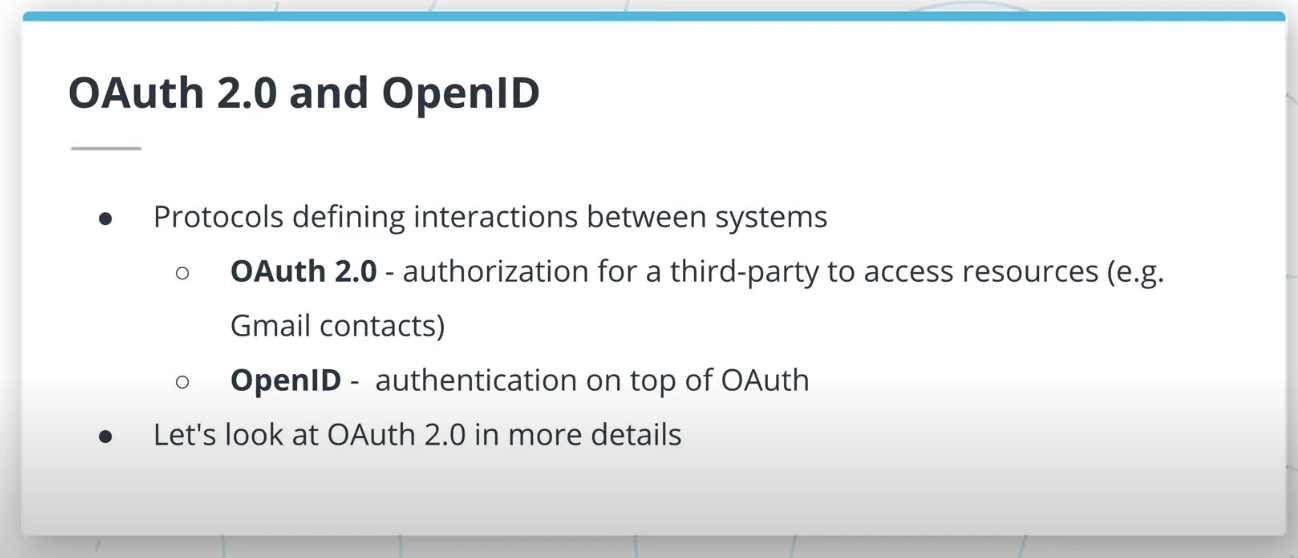 OAuth 2.0 and OpenID
● Protocols defining interactions between systems
○ OAuth 2.0 - authorization for a third-party to access resources (e.g.
Gmail contacts)
○ OpenID - authentication on top of OAuth
● Let's look at OAuth 2.0 in more details